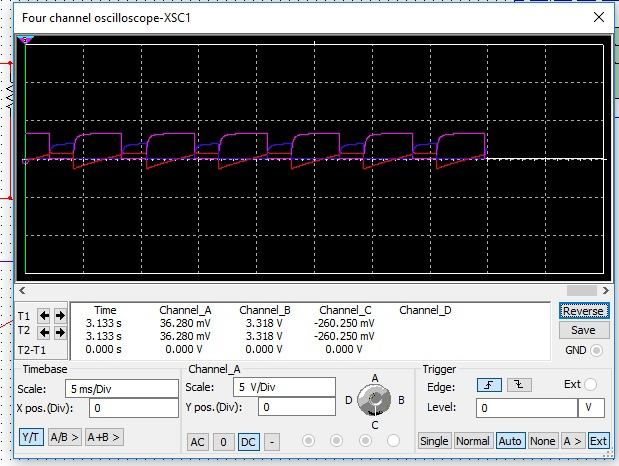 Four channel oscilloscope-XSC1
Time Channel_A Channel_B Channel_C Channel_D
T1 3.133 s 36.280 mV 3.318 V -260.250 mV
T2 3.133 s 36.280 mV 3.318 V -260.250 mV
T2-T1 0.000 s 0.000 V 0.000 V 0.000 V
Reverse
Save
GND
Timebase
Scale: 5 ms/Div
X pos.(Div): 0
Y/T A/B > A+B >
Channel_A
Scale: 5 V/Div
Y pos.(Div): 0
AC 0 DC -
A
D B
C
Trigger
Edge: Ext
Level: 0 V
Single Normal Auto None A > Ext